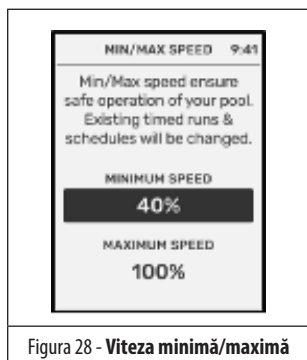 MIN/MAX SPEED 9:41
Min/Max speed ensure
safe operation of your pool.
Existing timed runs &
schedules will be changed.
MINIMUM SPEED
40%
MAXIMUM SPEED
100%
Figura 28 - Viteza minimă/maximă